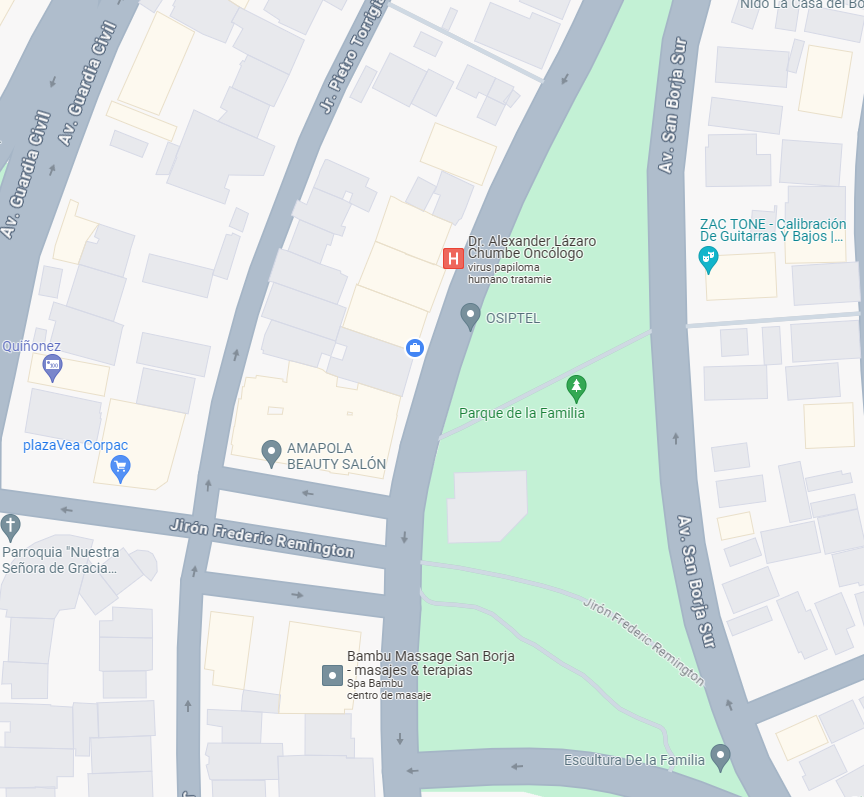 Nido La Casa del Bo
Av. Guardia Civil
Jr. Pietro Torrigia
Av. San Borja Sur
Av. Guardia Civil
ZAC TONE - Calibración
De Guitarras Y Bajos |...
Dr. Alexander Lázaro
Chumbe Oncólogo
virus papiloma
humano tratamie
OSIPTEL
Quiñonez
Parque de la Familia
plazaVea Corpac
AMAPOLA
BEAUTY SALÓN
Jirón Frederic Remington
Av. San Borja Sur
Parroquia "Nuestra
Señora de Gracia...
Jirón Frederic Remington
Bambu Massage San Borja
- masajes & terapias
Spa Bambu
centro de masaje
Escultura De la Familia